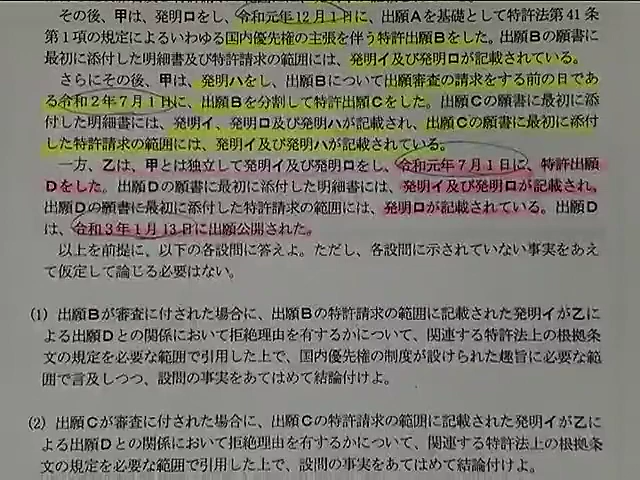 その後、甲は、発明ロをし、令和元年12月1日に、出願Aを基礎として特許法第41条
第1項の規定によるいわゆる国内優先権の主張を伴う特許出願Bをした。出願Bの願書に
最初に添付した明細書及び特許請求の範囲には、発明イ及び発明ロが記載されている。
さらにその後、甲は、発明ハをし、出願Bについて出願審査の請求をする前の日であ
る令和2年7月1日に、出願Bを分割して特許出願Cをした。出願Cの願書に最初に添
付した明細書には、発明イ、発明ロ及び発明ハが記載され、出願Cの願書に最初に添付
した特許請求の範囲には、発明イ及び発明ハが記載されている。
一方、乙は、甲とは独立して発明イ及び発明ロをし、令和元年7月1日に、特許出願
Dをした。出願Dの願書に最初に添付した明細書には、発明イ及び発明ロが記載され、
出願Dの願書に最初に添付した特許請求の範囲には、発明ロが記載されている。出願D
は、令和3年1月13日に出願公開された。
以上を前提に、以下の各設問に答えよ。ただし、各設問に示されていない事実をあえ
て仮定して論じる必要はない。
(1) 出願Bが審査に付された場合に、出願Bの特許請求の範囲に記載された発明イが乙に
よる出願Dとの関係において拒絶理由を有するかについて、関連する特許法上の根拠条
文の規定を必要な範囲で引用した上で、国内優先権の制度が設けられた趣旨に必要な範
囲で言及しつつ、設問の事実をあてはめて結論付けよ。
(2) 出願Cが審査に付された場合に、出願Cの特許請求の範囲に記載された発明イが乙に
よる出願Dとの関係において拒絶理由を有するかについて、関連する特許法上の根拠条
文の規定を必要な範囲で引用した上で、設問の事実をあてはめて結論付けよ。